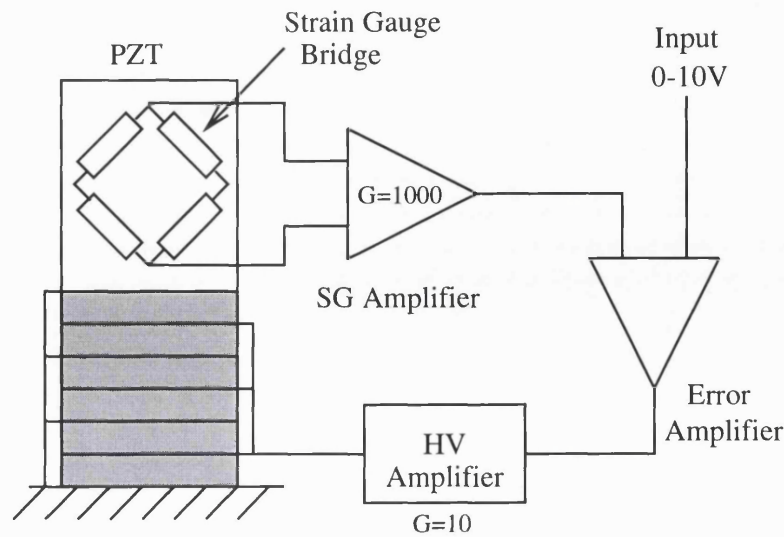 Strain Gauge
Bridge
PZT
Input
0-10V
G=1000
SG Amplifier
Error
Amplifier
HV
Amplifier
G=10